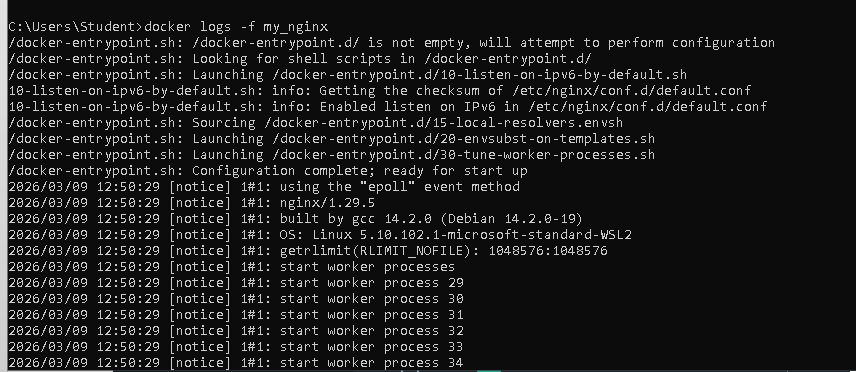 C:\Users\Student>docker logs -f my_nginx
/docker-entrypoint.sh: /docker-entrypoint.d/ is not empty, will attempt to perform configuration
/docker-entrypoint.sh: Looking for shell scripts in /docker-entrypoint.d/
/docker-entrypoint.sh: Launching /docker-entrypoint.d/10-listen-on-ipv6-by-default.sh
10-listen-on-ipv6-by-default.sh: info: Getting the checksum of /etc/nginx/conf.d/default.conf
10-listen-on-ipv6-by-default.sh: info: Enabled listen on IPv6 in /etc/nginx/conf.d/default.conf
/docker-entrypoint.sh: Sourcing /docker-entrypoint.d/15-local-resolvers.envsh
/docker-entrypoint.sh: Launching /docker-entrypoint.d/20-envsubst-on-templates.sh
/docker-entrypoint.sh: Launching /docker-entrypoint.d/30-tune-worker-processes.sh
/docker-entrypoint.sh: Configuration complete; ready for start up
2026/03/09 12:50:29 [notice] 1#1: using the "epoll" event method
2026/03/09 12:50:29 [notice] 1#1: nginx/1.29.5
2026/03/09 12:50:29 [notice] 1#1: built by gcc 14.2.0 (Debian 14.2.0-19)
2026/03/09 12:50:29 [notice] 1#1: OS: Linux 5.10.102.1-microsoft-standard-WSL2
2026/03/09 12:50:29 [notice] 1#1: getrlimit(RLIMIT_NOFILE): 1048576:1048576
2026/03/09 12:50:29 [notice] 1#1: start worker processes
2026/03/09 12:50:29 [notice] 1#1: start worker process 29
2026/03/09 12:50:29 [notice] 1#1: start worker process 30
2026/03/09 12:50:29 [notice] 1#1: start worker process 31
2026/03/09 12:50:29 [notice] 1#1: start worker process 32
2026/03/09 12:50:29 [notice] 1#1: start worker process 33
2026/03/09 12:50:29 [notice] 1#1: start worker process 34